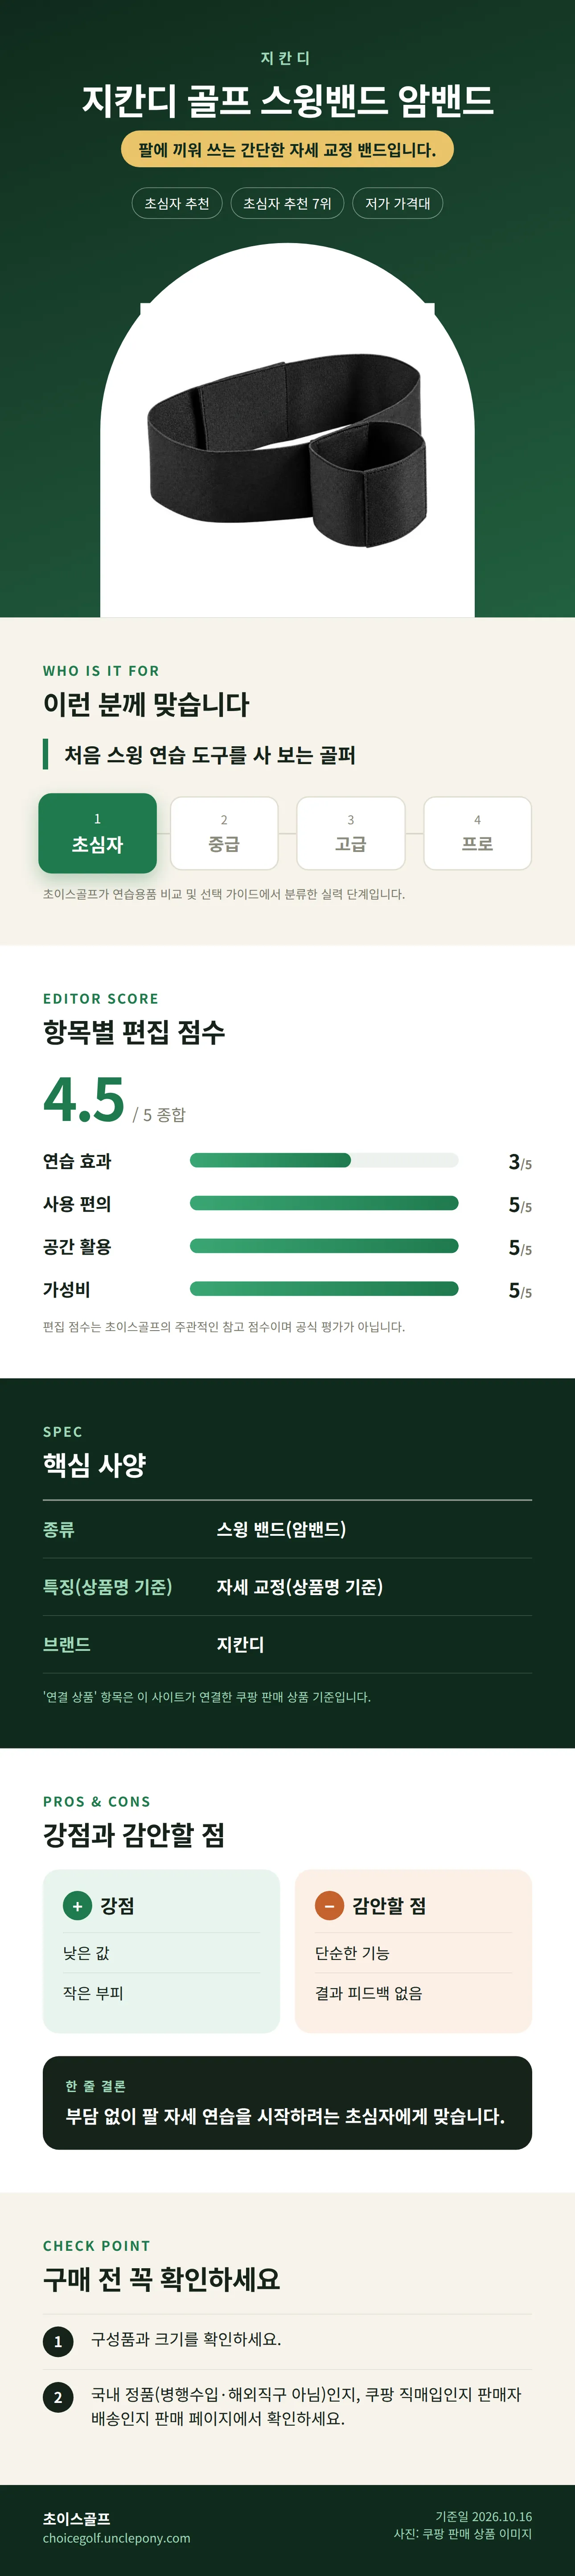 지칸디
지칸디 골프 스윙밴드 암밴드
팔에 끼워 쓰는 간단한 자세 교정 밴드입니다.
초심자 추천
초심자 추천 7위
저가 가격대
WHO IS IT FOR
이런 분께 맞습니다
처음 스윙 연습 도구를 사 보는 골퍼
1
초심자
2
중급
3
고급
4
프로
초이스골프가 연습용품 비교 및 선택 가이드에서 분류한 실력 단계입니다.
EDITOR SCORE
항목별 편집 점수
4.5 / 5 종합
연습 효과 3/5
사용 편의 5/5
공간 활용 5/5
가성비 5/5
편집 점수는 초이스골프의 주관적인 참고 점수이며 공식 평가가 아닙니다.
SPEC
핵심 사양
종류 스윙 밴드(암밴드)
특징(상품명 기준) 자세 교정(상품명 기준)
브랜드 지칸디
'연결 상품' 항목은 이 사이트가 연결한 쿠팡 판매 상품 기준입니다.
PROS & CONS
강점과 감안할 점
+ 강점
낮은 값
작은 부피
− 감안할 점
단순한 기능
결과 피드백 없음
한 줄 결론
부담 없이 팔 자세 연습을 시작하려는 초심자에게 맞습니다.
CHECK POINT
구매 전 꼭 확인하세요
1 구성품과 크기를 확인하세요.
2 국내 정품(병행수입·해외직구 아님)인지, 쿠팡 직매입인지 판매자
배송인지 판매 페이지에서 확인하세요.
초이스골프
choicegolf.unclepony.com
기준일 2026.10.16
사진: 쿠팡 판매 상품 이미지